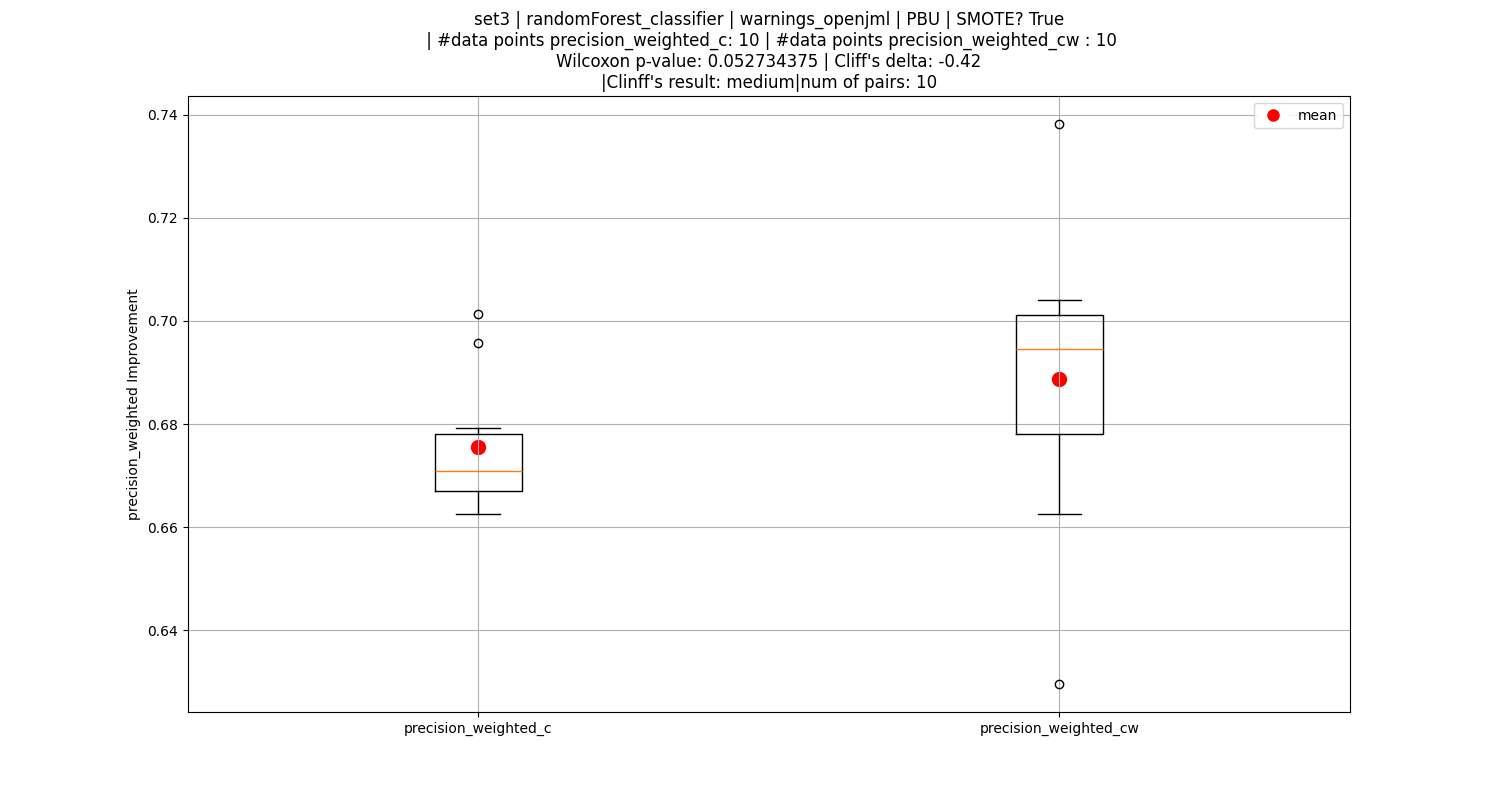 set3 | randomForest_classifier | warnings_openjml | PBU | SMOTE? True
| #data points precision_weighted_c: 10 | #data points precision_weighted_cw : 10
Wilcoxon p-value: 0.052734375 | Cliff's delta: -0.42
|Clinff's result: medium|num of pairs: 10
mean
precision_weighted Improvement
0.74
0.72
0.70
0.68
0.66
0.64
precision_weighted_c
precision_weighted_cw